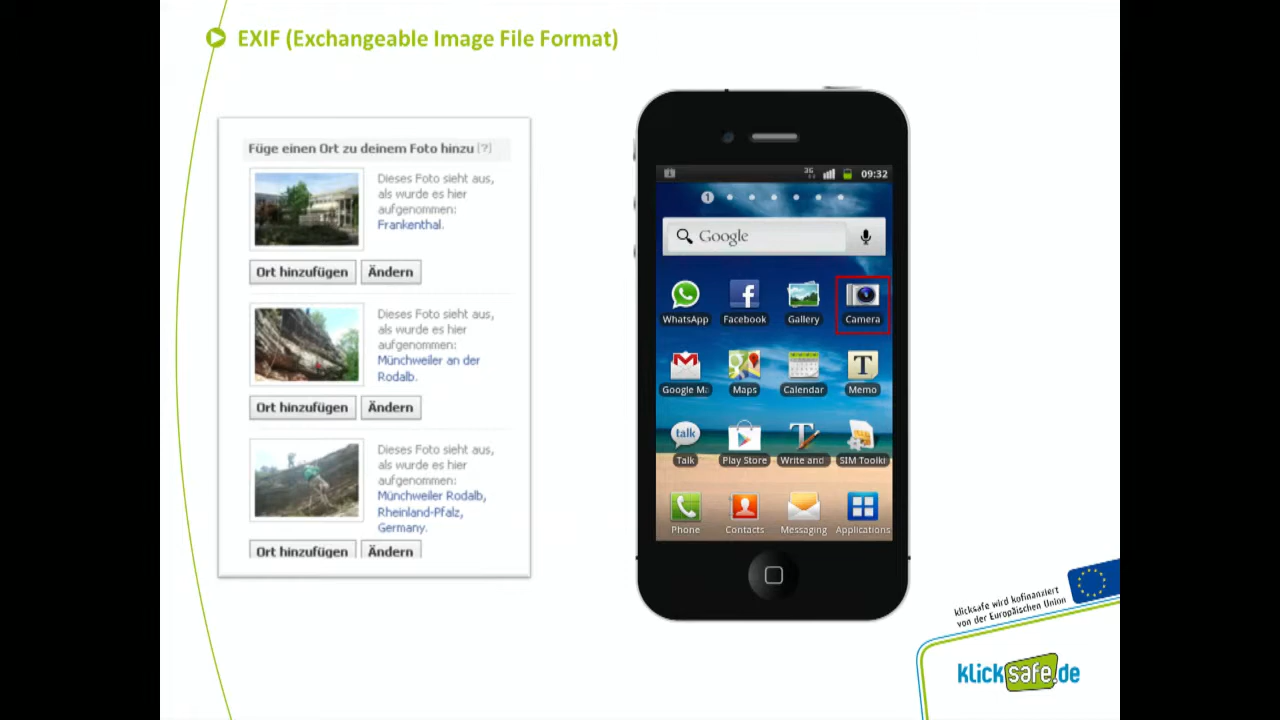 EXIF (Exchangeable Image File Format)
Füge einen Ort zu deinem Foto hinzu [?]
Dieses Foto sieht aus,
als wurde es hier
aufgenommen:
Frankenthal.
Ort hinzufügen Ändern
Dieses Foto sieht aus,
als wurde es hier
aufgenommen:
Münchweiler an der
Rodalb.
Ort hinzufügen Ändern
Dieses Foto sieht aus,
als wurde es hier
aufgenommen:
Münchweiler Rodalb,
Rheinland-Pfalz,
Germany.
Ort hinzufügen Ändern
3G 09:32
1
Google
WhatsApp Facebook Gallery Camera
Google Ma Maps Calendar Memo
T
talk
Talk Play Store Write and SIM Toolki
Phone Contacts Messaging Applications
klicksafe wird kofinanziert
von der Europäischen Union
klicksafe.de